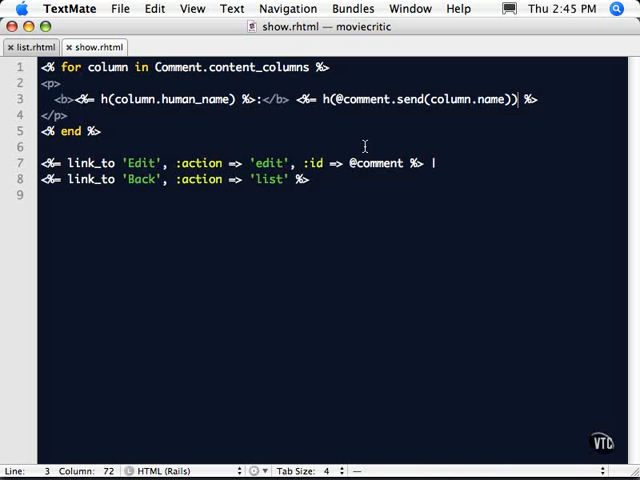 TextMate File Edit View Text Navigation Bundles Window Help Thu 2:45 PM
show.rhtml — moviecritic
list.rhtml show.rhtml
1 <% for column in Comment.content_columns %>
2 <p>
3 <b><%= h(column.human_name) %>:</b> <%= h(@comment.send(column.name)) %>
4 </p>
5 <% end %>
6
7 <%= link_to 'Edit', :action => 'edit', :id => @comment %> |
8 <%= link_to 'Back', :action => 'list' %>
9
VTC
Line: 3 Column: 72 HTML (Rails) Tab Size: 4 —